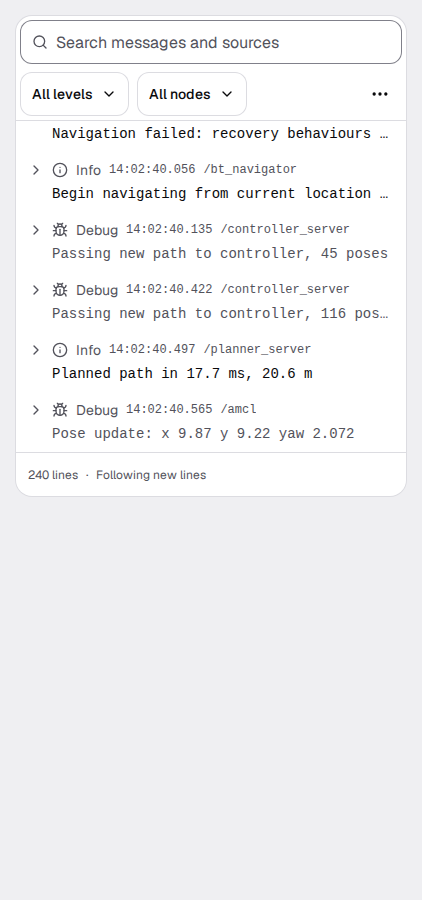 Search messages and sources
All levels All nodes
Navigation failed: recovery behaviours …
Info 14:02:40.056 /bt_navigator
Begin navigating from current location …
Debug 14:02:40.135 /controller_server
Passing new path to controller, 45 poses
Debug 14:02:40.422 /controller_server
Passing new path to controller, 116 pos…
Info 14:02:40.497 /planner_server
Planned path in 17.7 ms, 20.6 m
Debug 14:02:40.565 /amcl
Pose update: x 9.87 y 9.22 yaw 2.072
240 lines · Following new lines